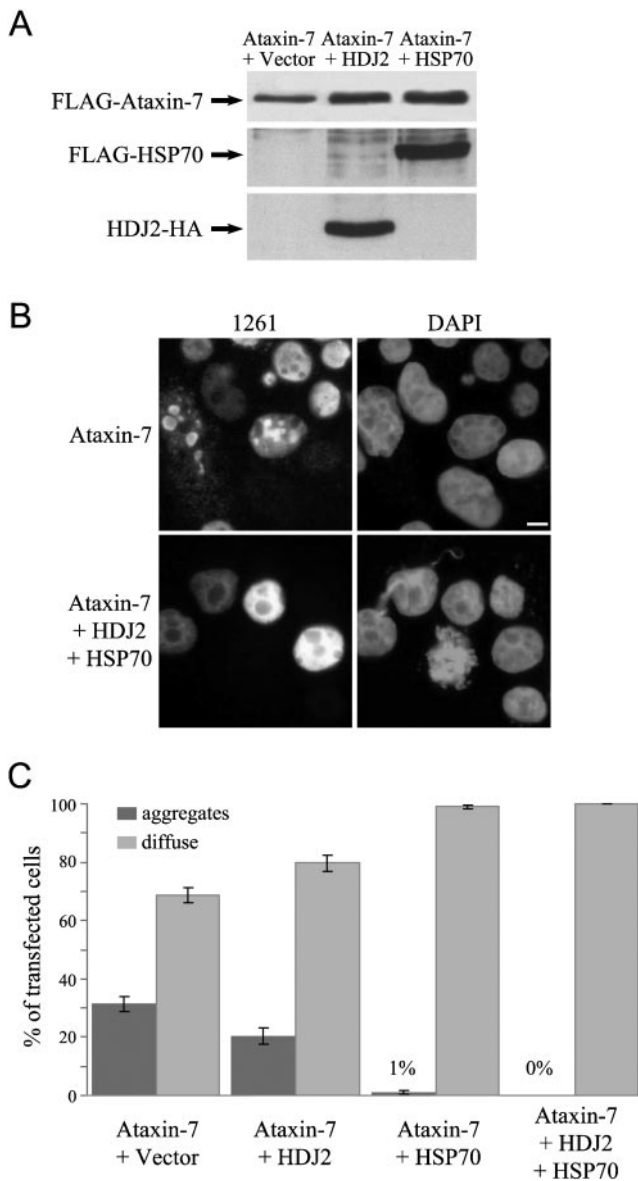 A
Ataxin-7 Ataxin-7 Ataxin-7
+ Vector + HDJ2 + HSP70
FLAG-Ataxin-7
FLAG-HSP70
HDJ2-HA
B
1261 DAPI
Ataxin-7
Ataxin-7
+ HDJ2
+ HSP70
C
% of transfected cells
100
80
60
40
20
0
aggregates
diffuse
1%
0%
Ataxin-7 Ataxin-7 Ataxin-7 Ataxin-7
+ Vector + HDJ2 + HSP70 + HDJ2
+ HSP70